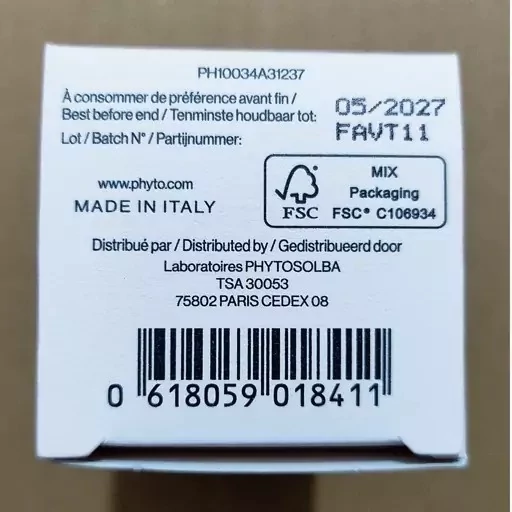 PH10034A31237
À consommer de préférence avant fin /
Best before end / Tenminste houdbaar tot: 05/2027
Lot / Batch N° / Partijnummer: FAVT11
www.phyto.com
MADE IN ITALY
FSC
MIX
Packaging
FSC® C106934
Distribué par / Distributed by / Gedistribueerd door
Laboratoires PHYTOSOLBA
TSA 30053
75802 PARIS CEDEX 08
0 618059 018411